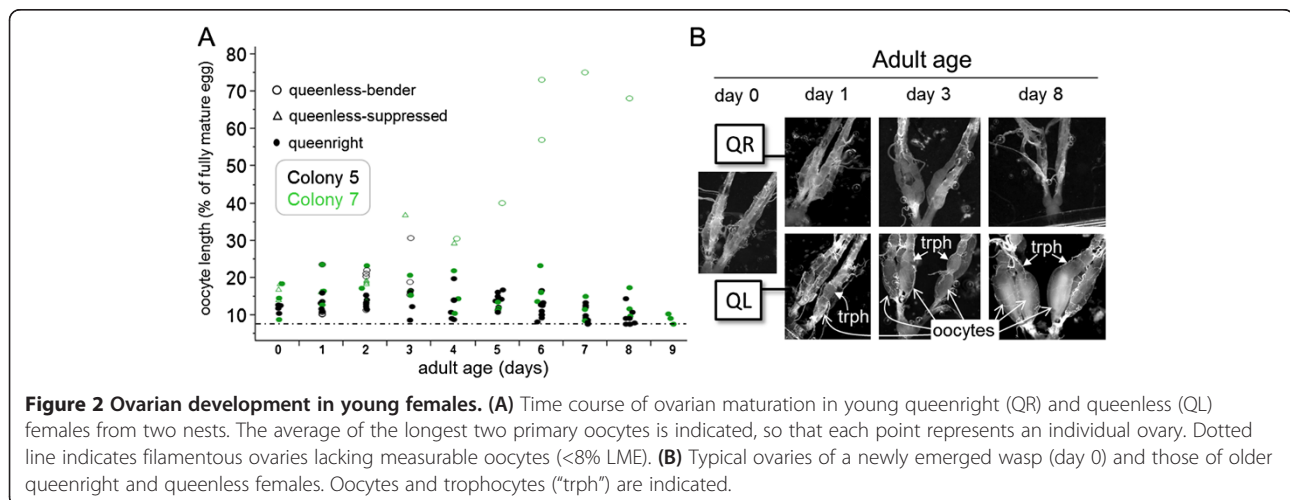 A
oocyte length (% of fully mature egg)
80
70
60
50
40
30
20
10
queenless-bender
queenless-suppressed
queenright
Colony 5
Colony 7
0 1 2 3 4 5 6 7 8 9
adult age (days)
B
Adult age
day 0 day 1 day 3 day 8
QR
QL
trph
trph
trph
oocytes
Figure 2 Ovarian development in young females. (A) Time course of ovarian maturation in young queenright (QR) and queenless (QL)
females from two nests. The average of the longest two primary oocytes is indicated, so that each point represents an individual ovary. Dotted
line indicates filamentous ovaries lacking measurable oocytes (<8% LME). (B) Typical ovaries of a newly emerged wasp (day 0) and those of older
queenright and queenless females. Oocytes and trophocytes (“trph”) are indicated.